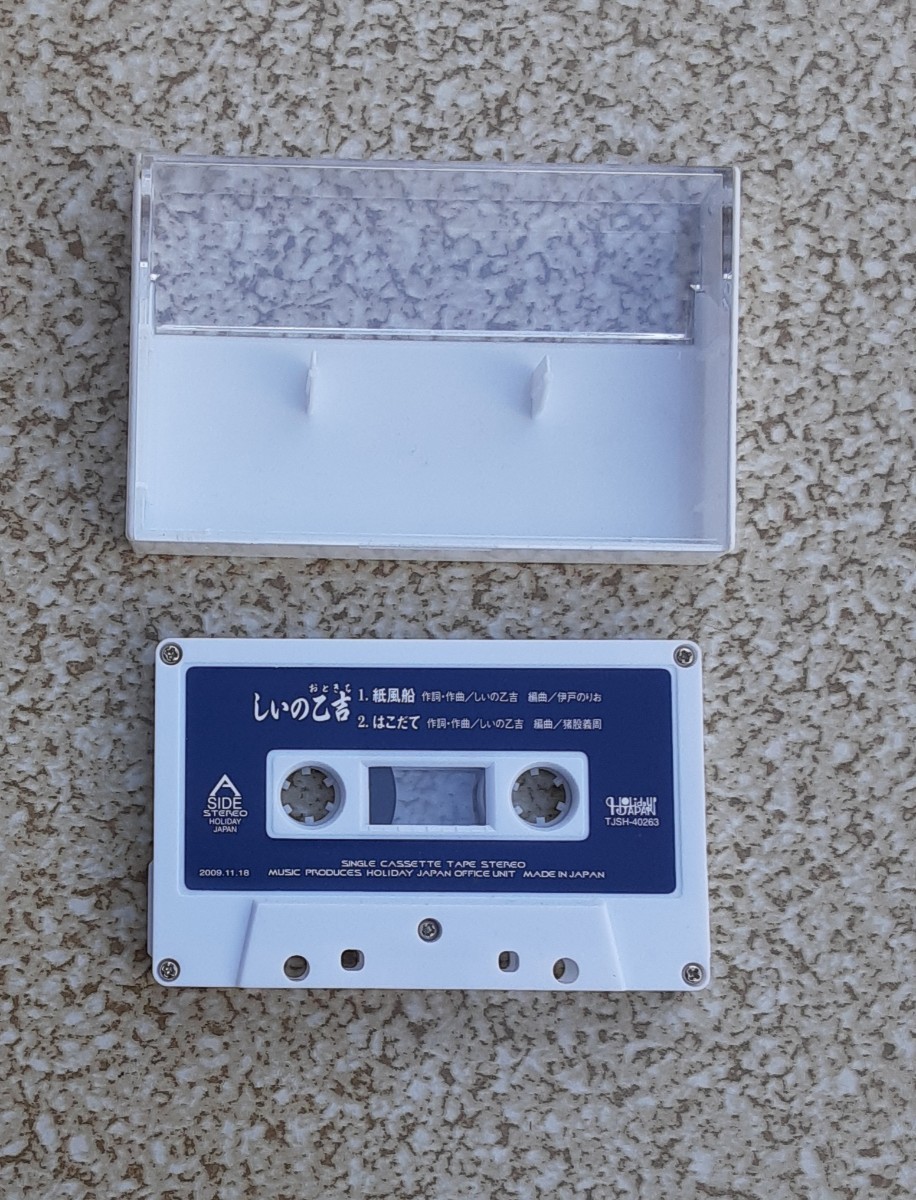 おときち
しいの乙吉
1. 紙風船 作詞・作曲／しいの乙吉 編曲／伊戸のりお
2. はこだて 作詞・作曲／しいの乙吉 編曲／猪股義周
A
SIDE
STEREO
HOLIDAY
JAPAN
Holiday
JAPAN
TJSH-40263
SINGLE CASSETTE TAPE STEREO
2009.11.18 MUSIC PRODUCES HOLIDAY JAPAN OFFICE UNIT MADE IN JAPAN